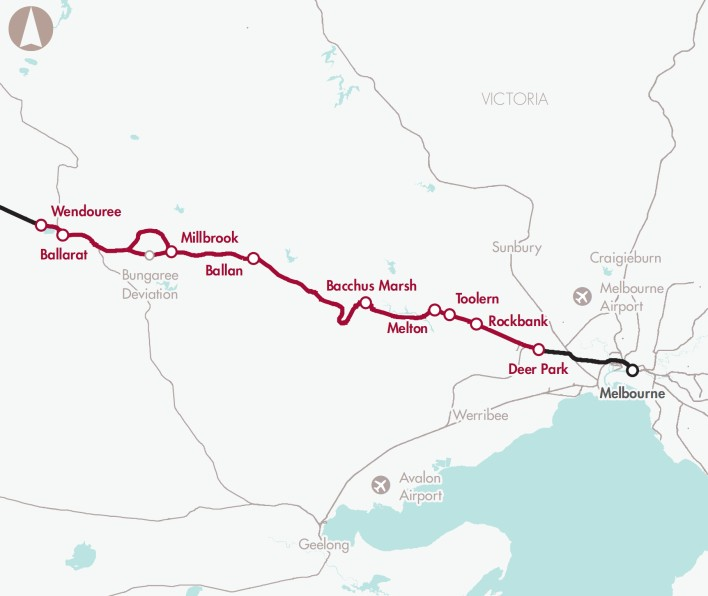 VICTORIA
Wendouree
Millbrook
Sunbury
Ballarat
Craigieburn
Ballan
Bungaree
Deviation
Bacchus Marsh
Melbourne
Airport
Toolern
Melton
Rockbank
Deer Park
Melbourne
Werribee
Avalon
Airport
Geelong